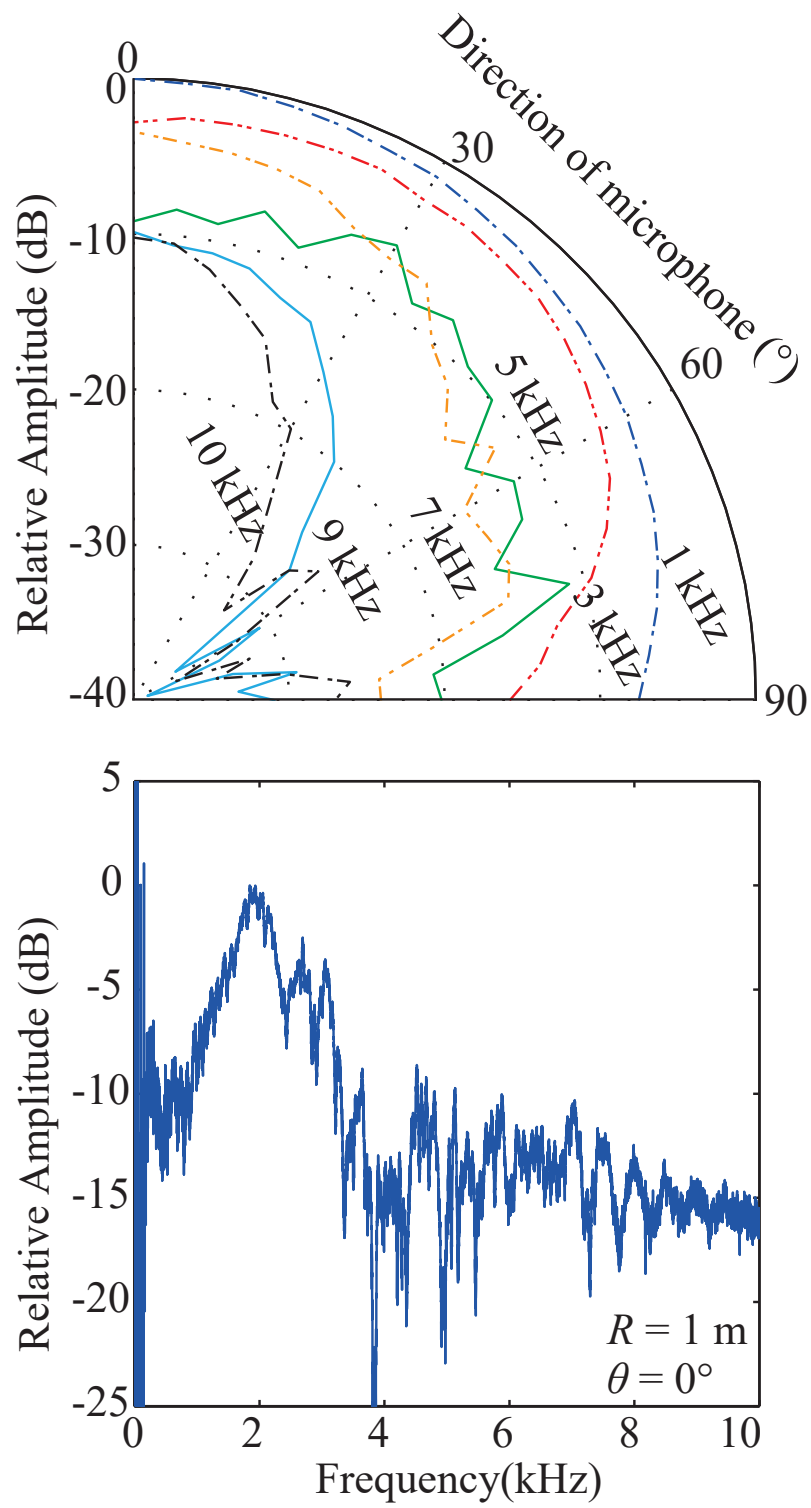 0
0
-10
-20
-30
-40
Relative Amplitude (dB)
Direction of microphone (°)
30
60
90
10 kHz
9 kHz
7 kHz
5 kHz
3 kHz
1 kHz
5
0
-5
-10
-15
-20
-25
Relative Amplitude (dB)
R = 1 m
θ = 0°
0
2
4
6
8
10
Frequency(kHz)